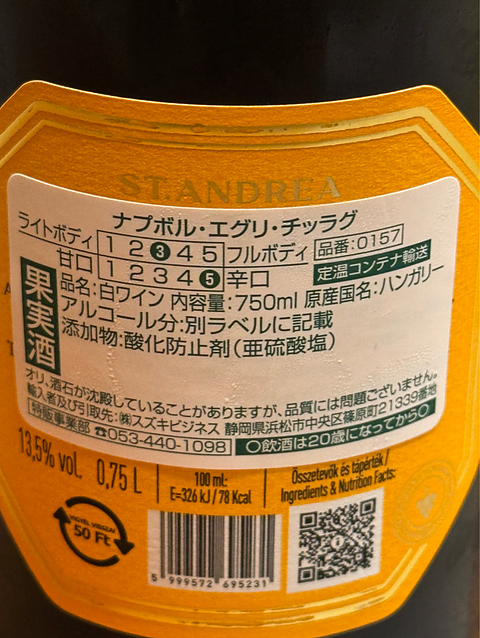 ST. ANDREA
ナプボル・エグリ・チッラグ
ライトボディ 1 2 3 4 5 フルボディ 品番:0157
甘口 1 2 3 4 5 辛口 定温コンテナ輸送
果実酒
品名:白ワイン 内容量:750ml 原産国名:ハンガリー
アルコール分:別ラベルに記載
添加物:酸化防止剤(亜硫酸塩)
オリ、酒石が沈殿していることがありますが、品質には問題ございません。
輸入者及び引取先:㈱スズキビジネス 静岡県浜松市中央区篠原町21339番地
特販事業部 ☎053-440-1098 〇飲酒は20歳になってから〇
13,5% vol. 0,75 L
100 ml:
E=326 kJ / 78 Kcal
Összetevők és tápérték /
Ingredients & Nutrition Facts:
50 Ft
5 999572 695231